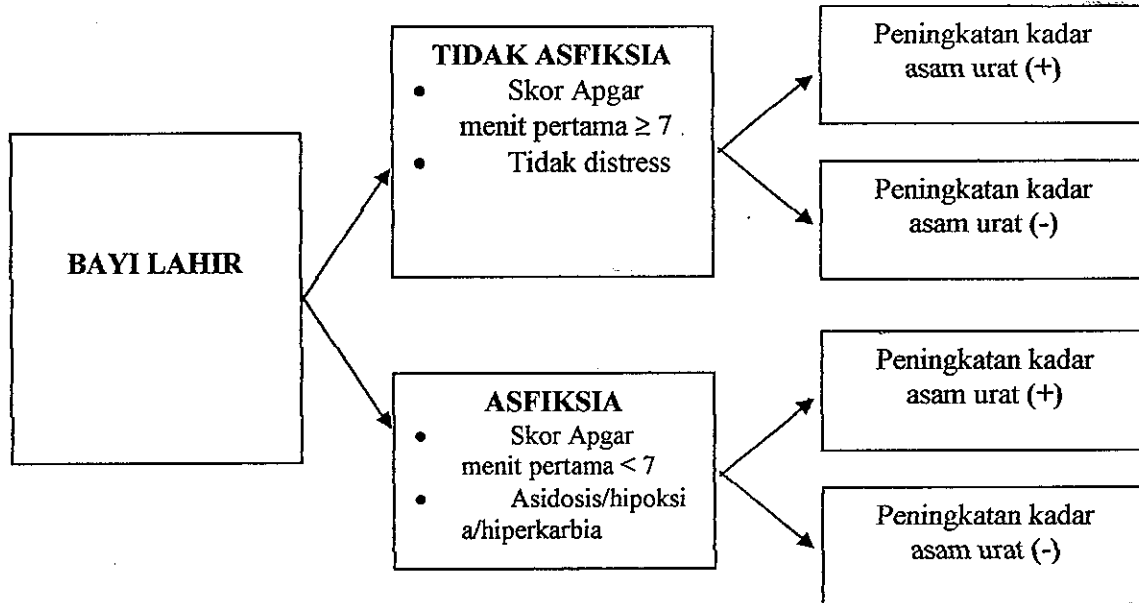 BAYI LAHIR
TIDAK ASFIKSIA
• Skor Apgar
menit pertama ≥ 7
• Tidak distress
ASFIKSIA
• Skor Apgar
menit pertama < 7
• Asidosis/hipoksi
a/hiperkarbia
Peningkatan kadar
asam urat (+)
Peningkatan kadar
asam urat (-)
Peningkatan kadar
asam urat (+)
Peningkatan kadar
asam urat (-)